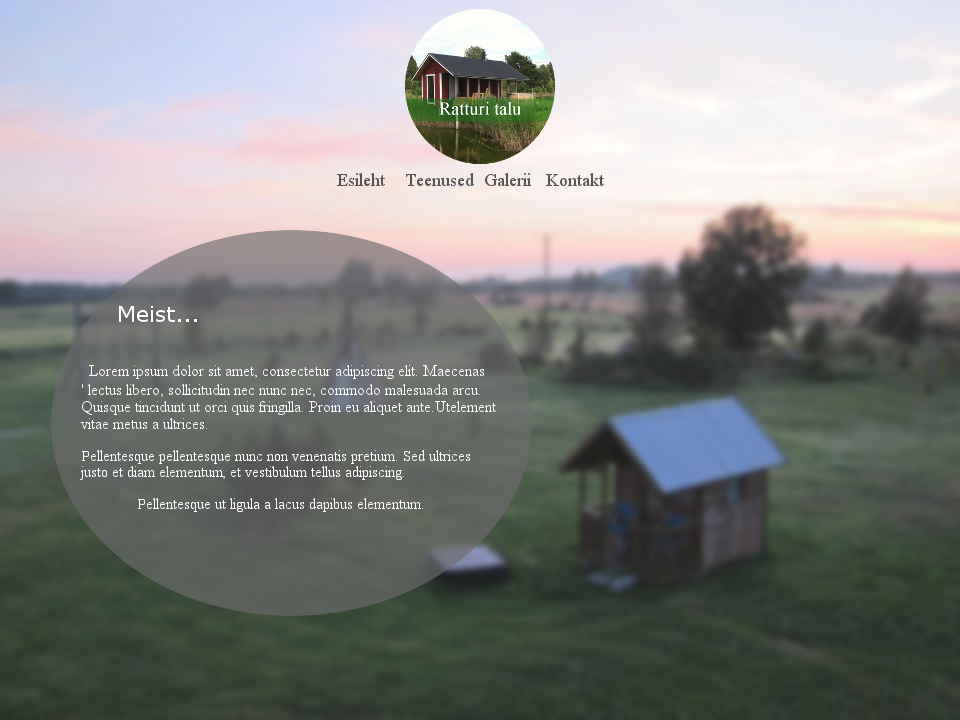 Ratturi talu
Esileht Teenused Galerii Kontakt
Meist...
Lorem ipsum dolor sit amet, consectetur adipiscing elit. Maecenas
' lectus libero, sollicitudin nec nunc nec, commodo malesuada arcu.
Quisque tincidunt ut orci quis fringilla. Proin eu aliquet ante.Utelement
vitae metus a ultrices.
Pellentesque pellentesque nunc non venenatis pretium. Sed ultrices
justo et diam elementum, et vestibulum tellus adipiscing.
Pellentesque ut ligula a lacus dapibus elementum.